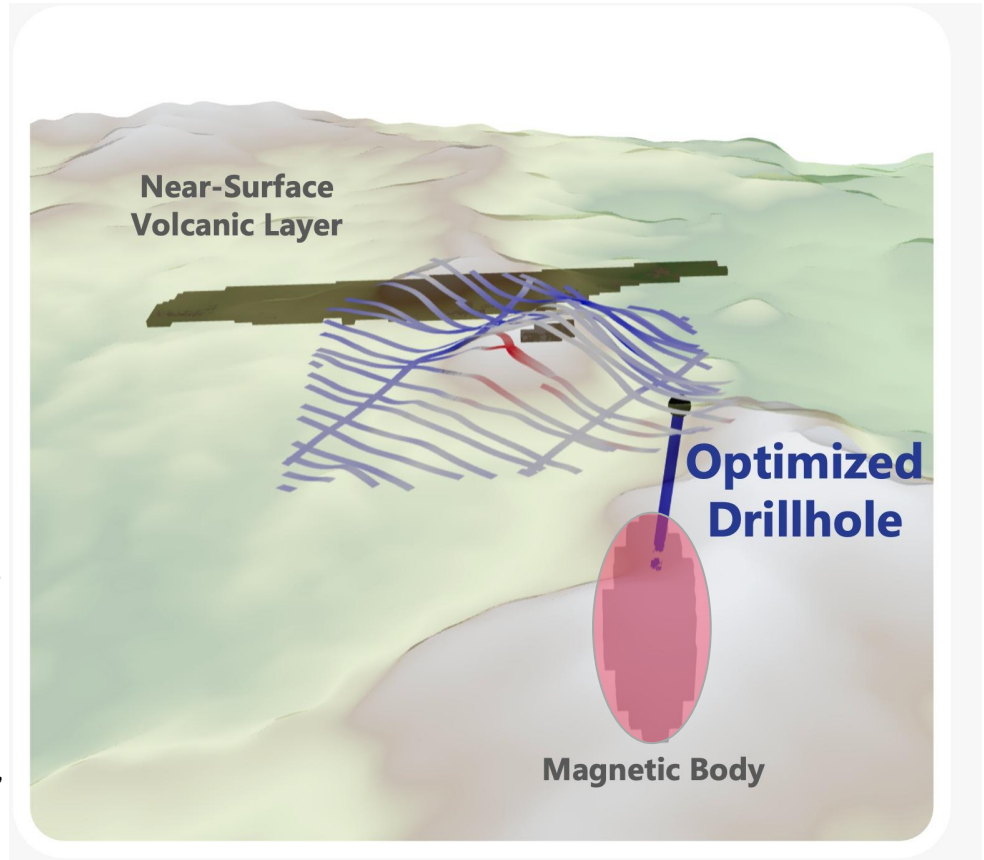 Near-Surface
Volcanic Layer
Optimized
Drillhole
Magnetic Body